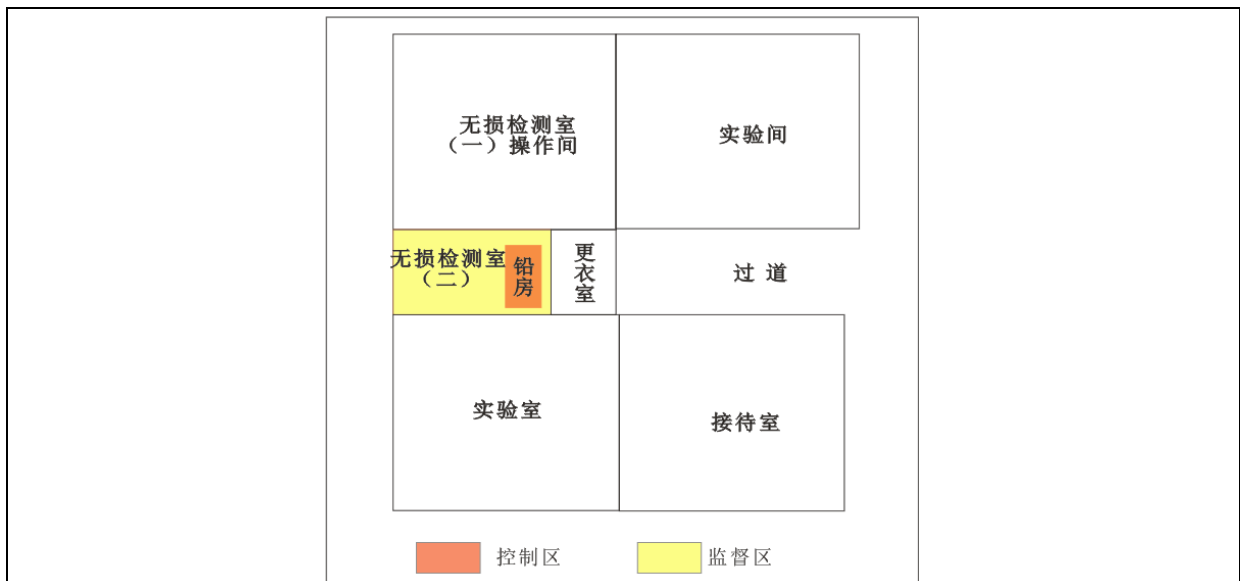 无损检测室
（一）操作间
实验间
无损检测室
（二）
铅
房
更
衣
室
过 道
实验室
接待室
控制区
监督区